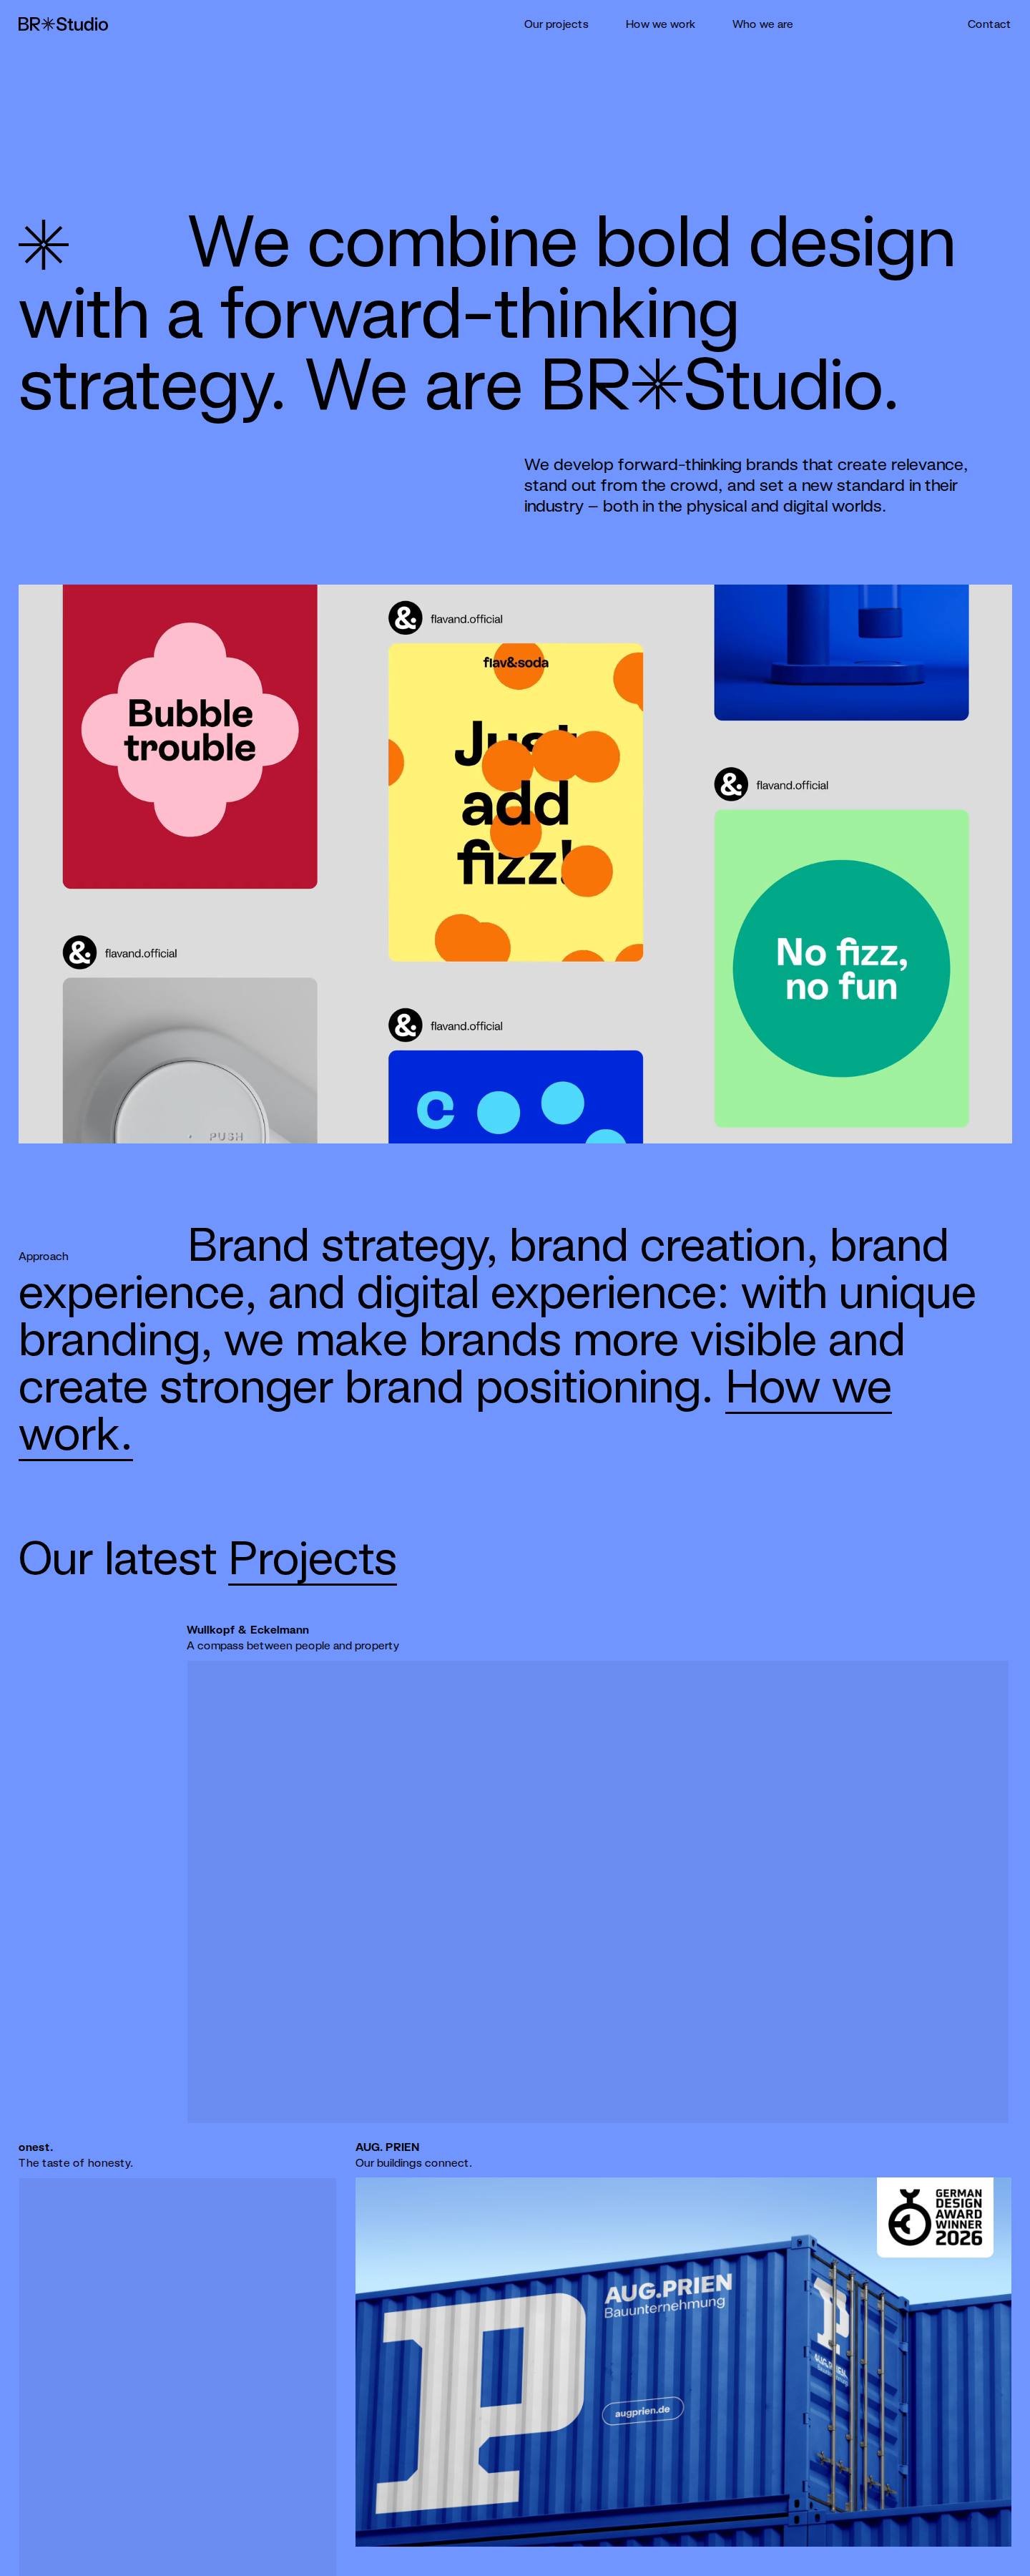 BR✳Studio
Our projects
How we work
Who we are
Contact
We combine bold design
with a forward-thinking
strategy. We are BR✳Studio.
We develop forward-thinking brands that create relevance,
stand out from the crowd, and set a new standard in their
industry – both in the physical and digital worlds.
Bubble
trouble
& flavand.official
& flavand.official
flav&soda
Just
add
fizz!
& flavand.official
C
& flavand.official
No fizz,
no fun
PUSH
Approach
Brand strategy, brand creation, brand
experience, and digital experience: with unique
branding, we make brands more visible and
create stronger brand positioning. How we
work.
Our latest Projects
Wullkopf & Eckelmann
A compass between people and property
onest.
The taste of honesty.
AUG. PRIEN
Our buildings connect.
GERMAN
DESIGN
AWARD
WINNER
2026
P
AUG.PRIEN
Bauunternehmung
augprien.de
P